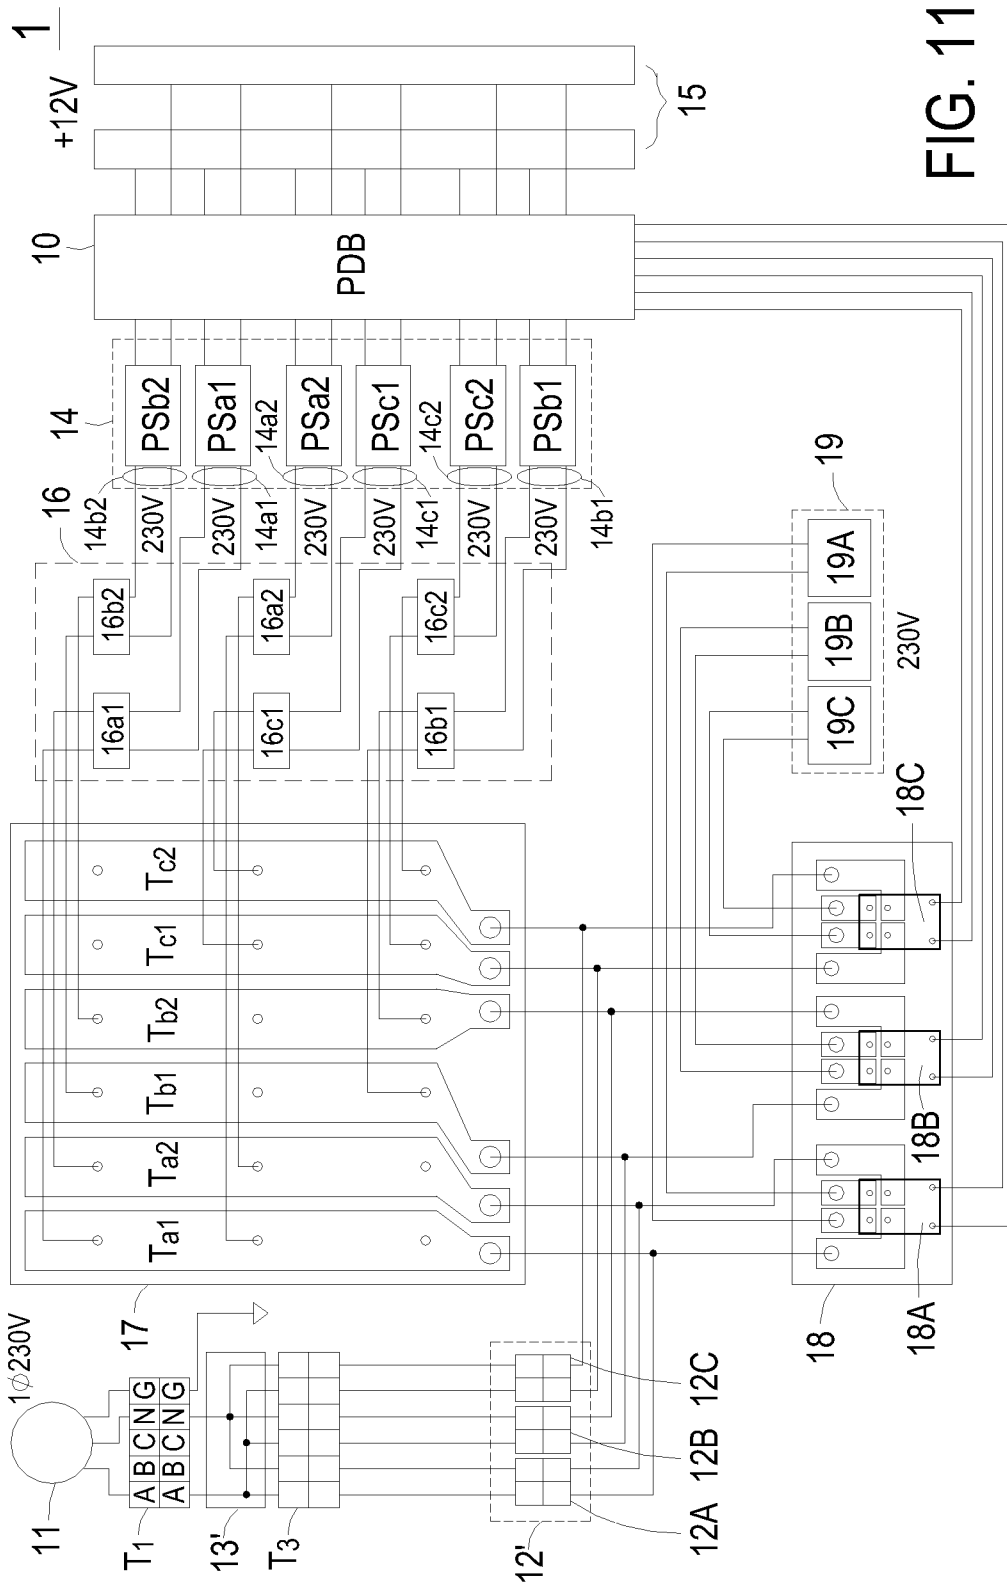 1
+12V
15
10
PDB
14
PSb2
PSa1
PSa2
PSc1
PSc2
PSb1
14b2
14a1
14a2
14c1
14c2
14b1
230V
230V
230V
230V
230V
230V
16
16b2
16a2
16c2
16a1
16c1
16b1
Tc2
Tc1
Tb2
Tb1
Ta2
Ta1
17
1ϕ230V
11
A B C N G
A B C N G
T1
13'
T3
12'
12A
12B
12C
19
19A
19B
19C
230V
18
18A
18B
18C
FIG. 11